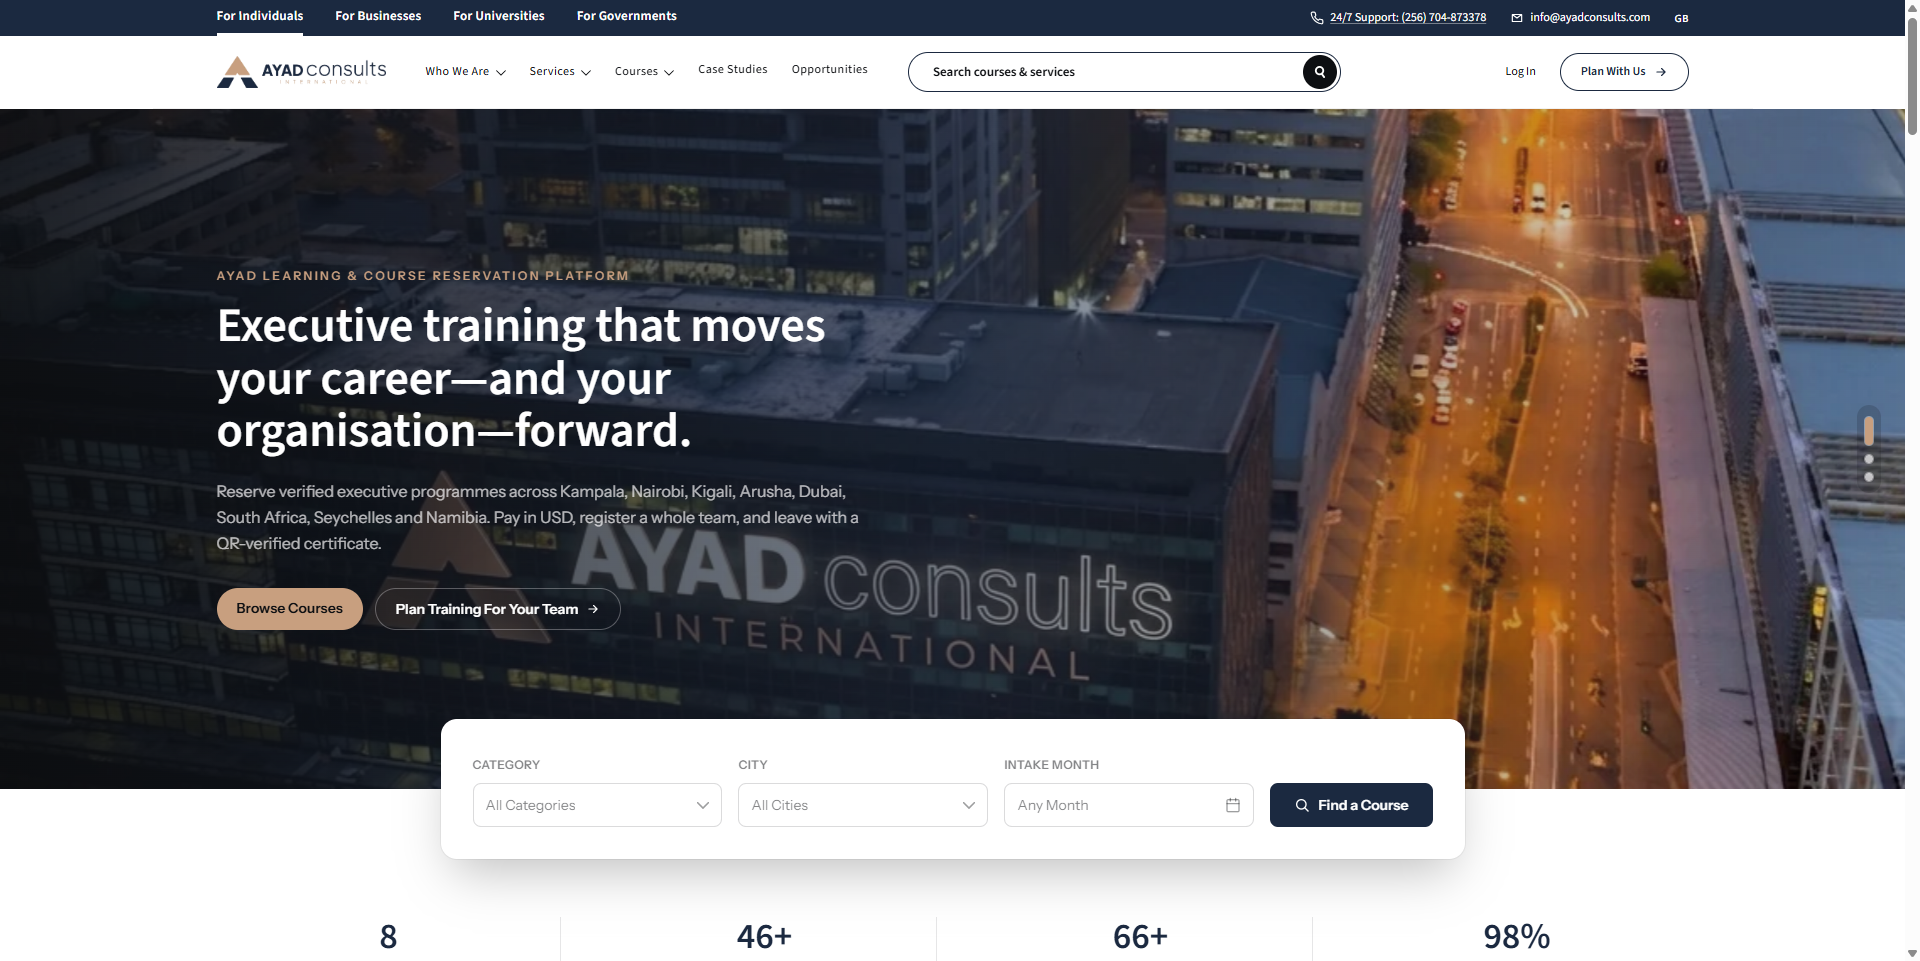 For Individuals
For Businesses
For Universities
For Governments
24/7 Support: (256) 704-873378
info@ayadconsults.com
GB
AYAD consults
INTERNATIONAL
Who We Are
Services
Courses
Case Studies
Opportunities
Search courses & services
Log In
Plan With Us
AYAD LEARNING & COURSE RESERVATION PLATFORM
Executive training that moves
your career—and your
organisation—forward.
Reserve verified executive programmes across Kampala, Nairobi, Kigali, Arusha, Dubai,
South Africa, Seychelles and Namibia. Pay in USD, register a whole team, and leave with a
QR-verified certificate.
AYAD consults
INTERNATIONAL
Browse Courses
Plan Training For Your Team
CATEGORY
CITY
INTAKE MONTH
All Categories
All Cities
Any Month
Find a Course
8
46+
66+
98%